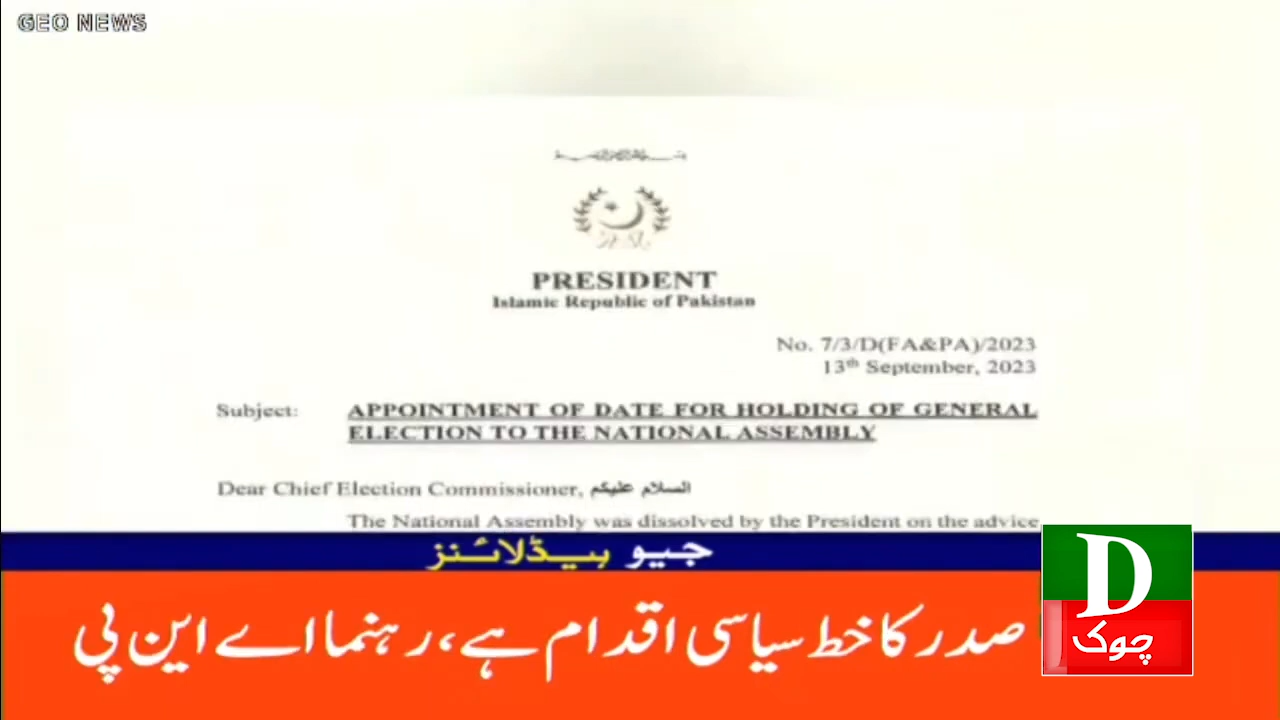 GEO NEWS
PRESIDENT
Islamic Republic of Pakistan
No. 7/3/D(FA&PA)/2023
13th September, 2023
Subject: APPOINTMENT OF DATE FOR HOLDING OF GENERAL
ELECTION TO THE NATIONAL ASSEMBLY
Dear Chief Election Commissioner, السلام علیکم
The National Assembly was dissolved by the President on the advice
جیو ہیڈلائنز
صدر کا خط سیاسی اقدام ہے، رہنما اے این پی
D
چوک